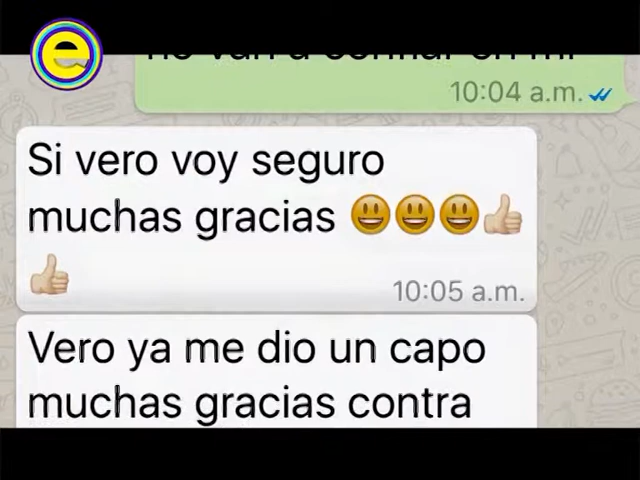 10:04 a.m.
Si vero voy seguro
muchas gracias 😃😃😃👍🏼
👍🏼
10:05 a.m.
Vero ya me dio un capo
muchas gracias contra